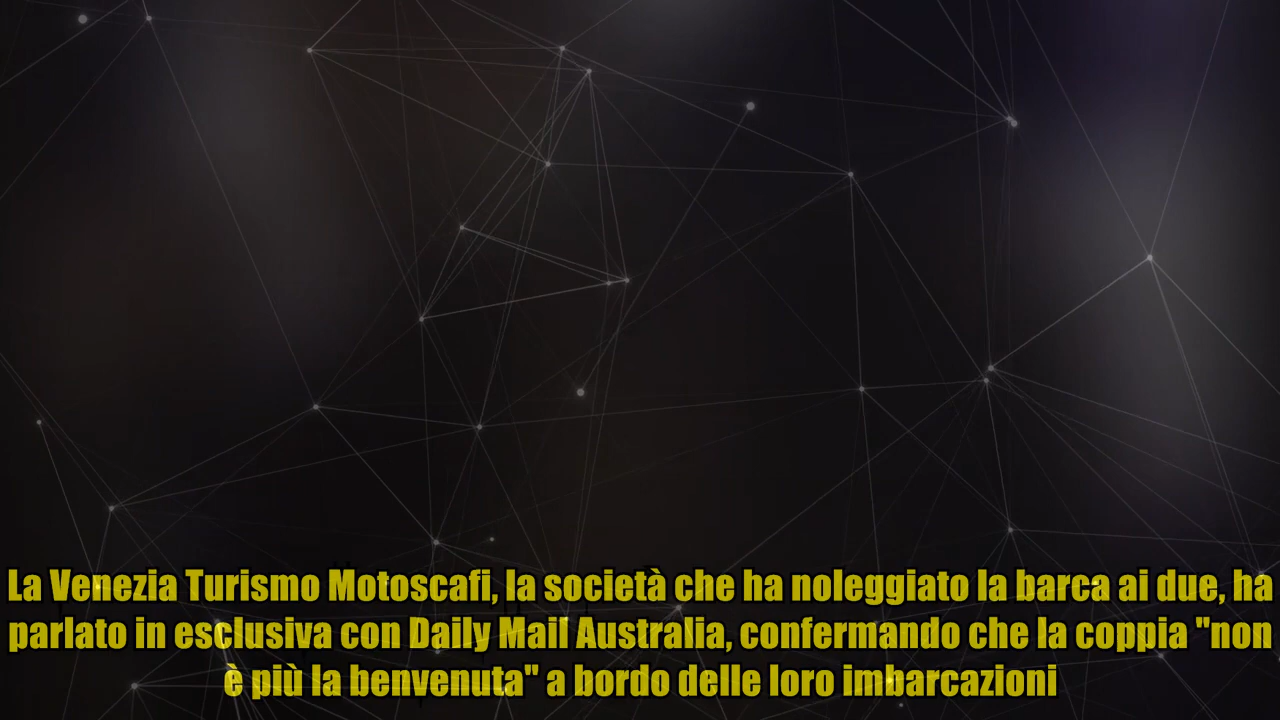 La Venezia Turismo Motoscafi, la società che ha noleggiato la barca ai due, ha
parlato in esclusiva con Daily Mail Australia, confermando che la coppia "non
è più la benvenuta" a bordo delle loro imbarcazioni